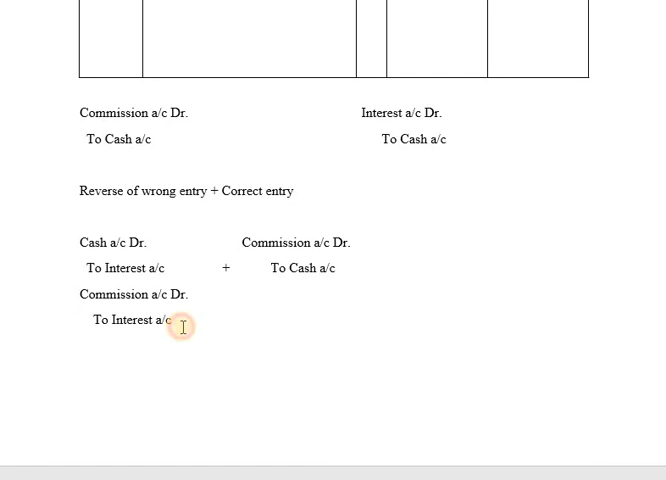 Commission a/c Dr. Interest a/c Dr.
To Cash a/c To Cash a/c
Reverse of wrong entry + Correct entry
Cash a/c Dr. Commission a/c Dr.
To Interest a/c + To Cash a/c
Commission a/c Dr.
To Interest a/c